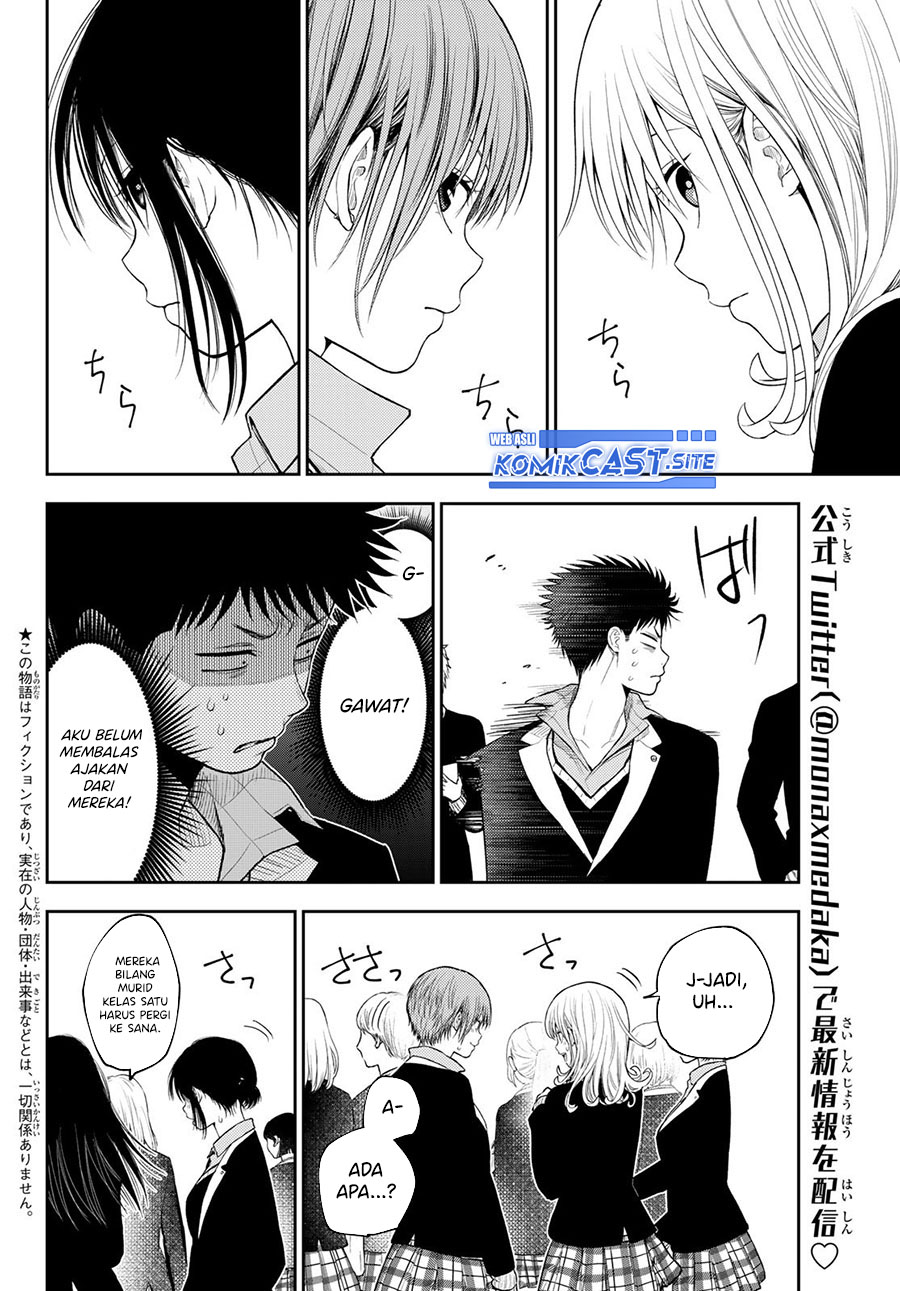 ちら
ちら
ちら
WEB ASLI
KOMIKCAST.SITE
ばっ
G-
GAWAT!
AKU BELUM
MEMBALAS
AJAKAN
DARI
MEREKA!
J-JADI,
UH...
ささっ
A-
ADA
APA...?
さっ
MEREKA
BILANG
MURID
KELAS SATU
HARUS PERGI
KE SANA.
公式Twitter(@monaxmedaka)で最新情報を配信♡
★この物語はフィクションであり、実在の人物・団体・出来事などとは、一切関係ありません。